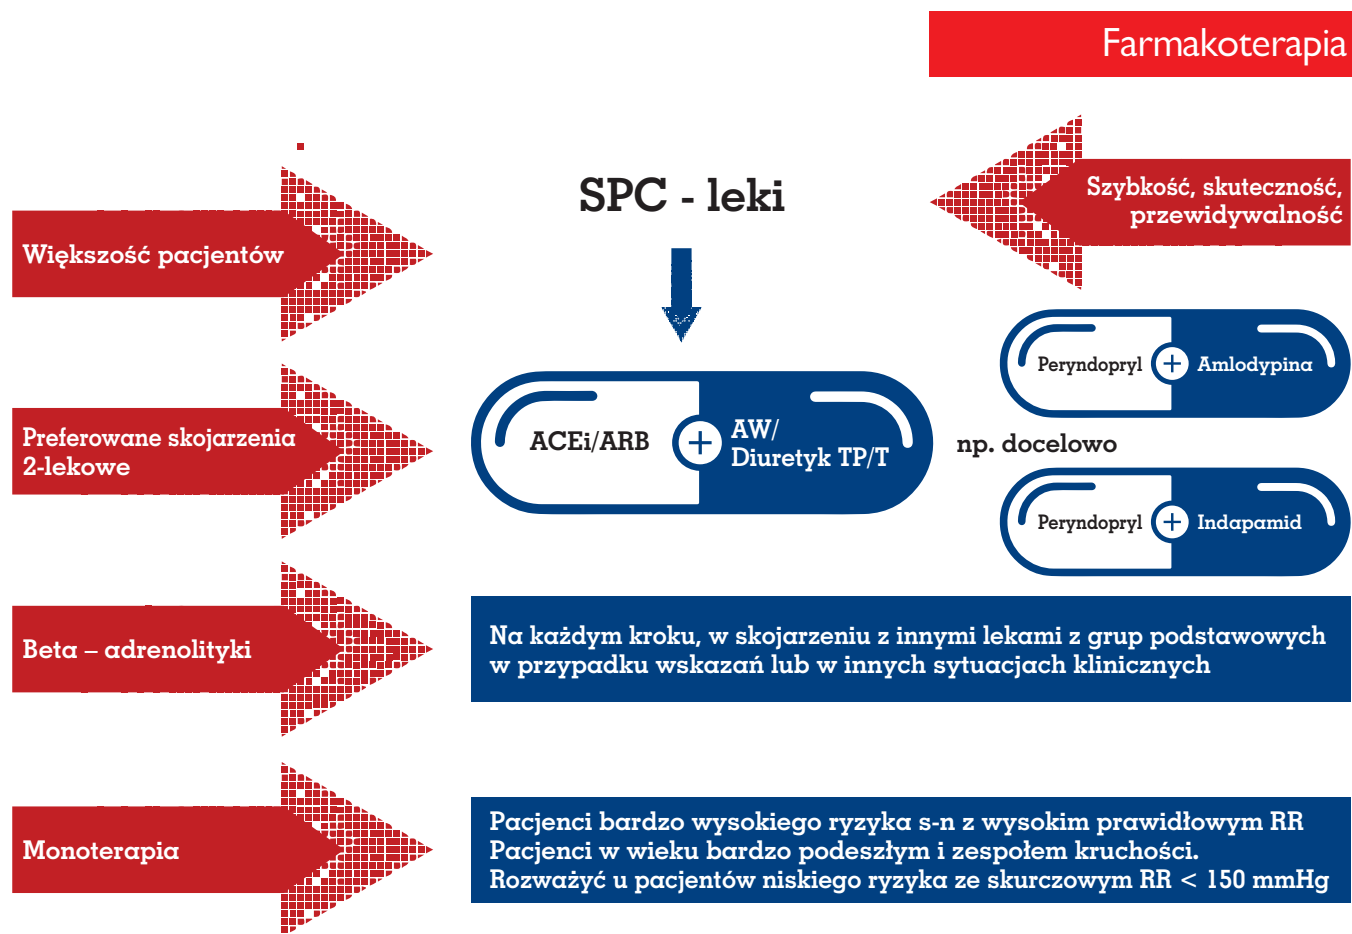 Farmakoterapia
SPC - leki
Szybkość, skuteczność,
przewidywalność
Większość pacjentów
Preferowane skojarzenia
2-lekowe
ACEi/ARB
+
AW/
Diuretyk TP/T
np. docelowo
Peryndopryl + Amlodypina
Peryndopryl + Indapamid
Beta – adrenolityki
Na każdym kroku, w skojarzeniu z innymi lekami z grup podstawowych
w przypadku wskazań lub w innych sytuacjach klinicznych
Monoterapia
Pacjenci bardzo wysokiego ryzyka s-n z wysokim prawidłowym RR
Pacjenci w wieku bardzo podeszłym i zespołem kruchości.
Rozważyć u pacjentów niskiego ryzyka ze skurczowym RR < 150 mmHg